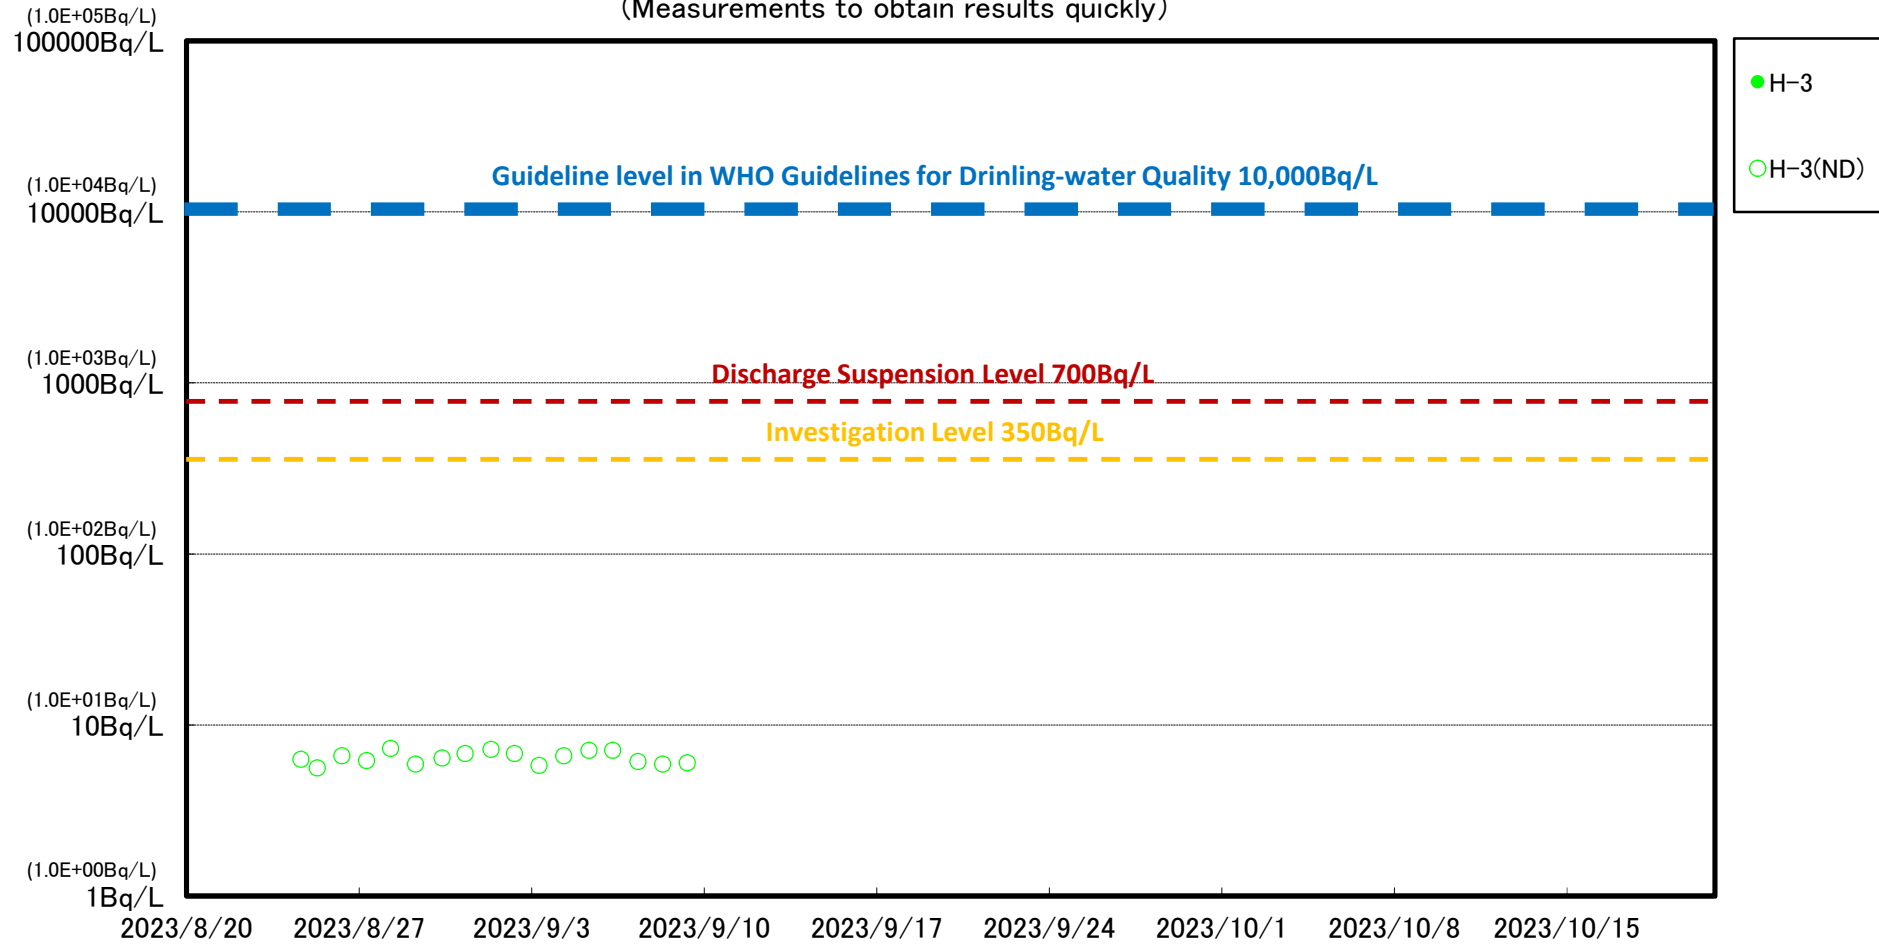 (Measurements to obtain results quickly)
(1.0E+05Bq/L)
100000Bq/L
H-3
H-3(ND)
Guideline level in WHO Guidelines for Drinling-water Quality 10,000Bq/L
(1.0E+04Bq/L)
10000Bq/L
(1.0E+03Bq/L)
1000Bq/L
Discharge Suspension Level 700Bq/L
Investigation Level 350Bq/L
(1.0E+02Bq/L)
100Bq/L
(1.0E+01Bq/L)
10Bq/L
(1.0E+00Bq/L)
1Bq/L
2023/8/20 2023/8/27 2023/9/3 2023/9/10 2023/9/17 2023/9/24 2023/10/1 2023/10/8 2023/10/15